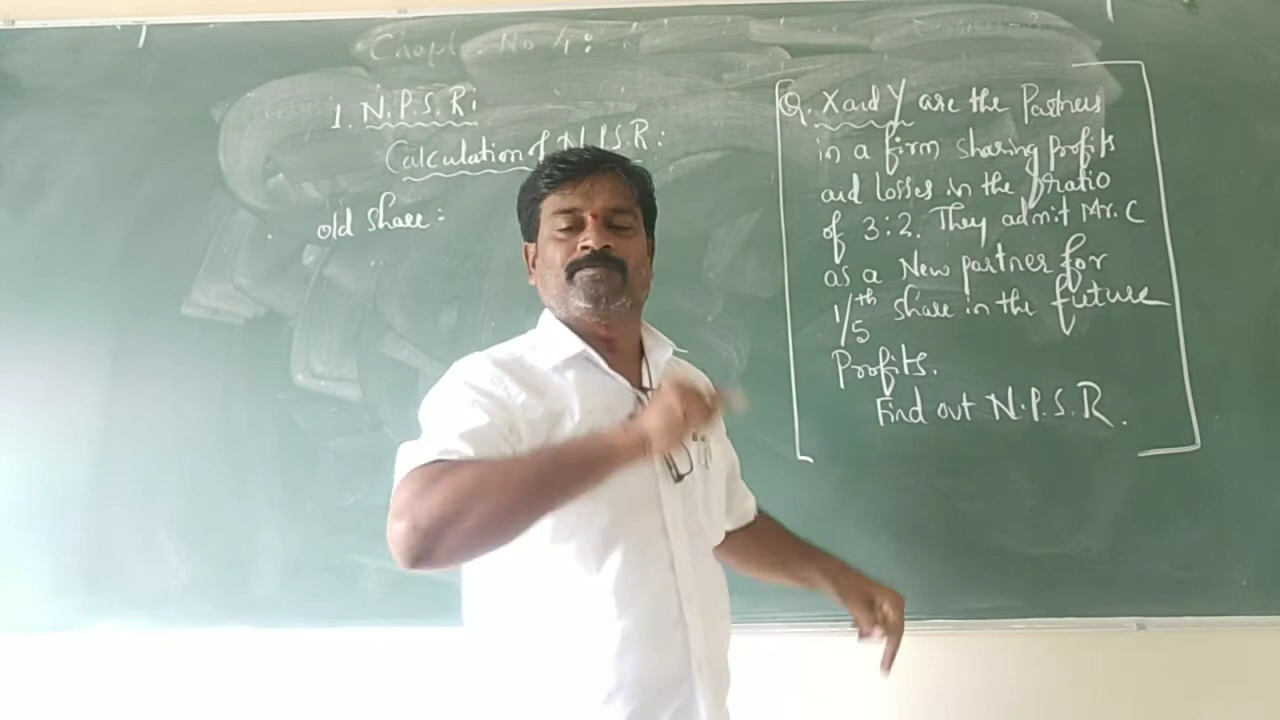 Chapt No 4:
1. N.P.S.R:
Calculation of N.P.S.R:
old share:
Q. X and Y are the Partners
in a firm sharing profits
and losses in the ratio
of 3:2. They admit Mr. C
as a New partner for
1/5th share in the future
Profits.
Find out N.P.S.R.